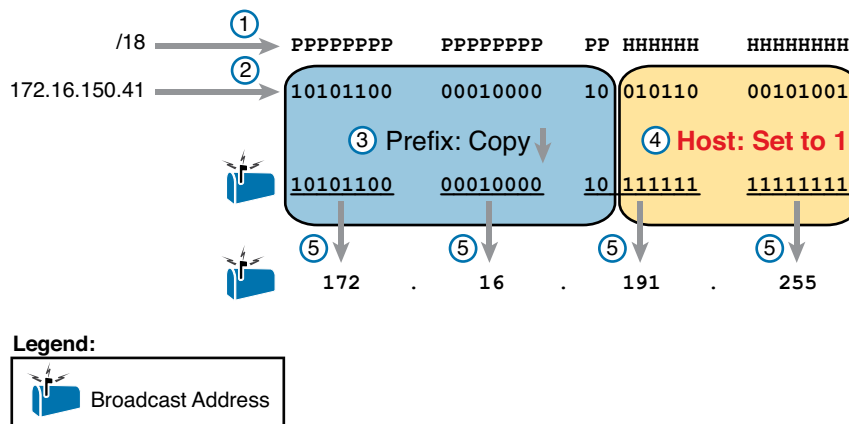 1
/18 PPPPPPPP PPPPPPPP PP HHHHHH HHHHHHHH
2
172.16.150.41 10101100 00010000 10 010110 00101001
3 Prefix: Copy 4 Host: Set to 1
10101100 00010000 10 111111 11111111
5 5 5 5
172 . 16 . 191 . 255
Legend:
Broadcast Address